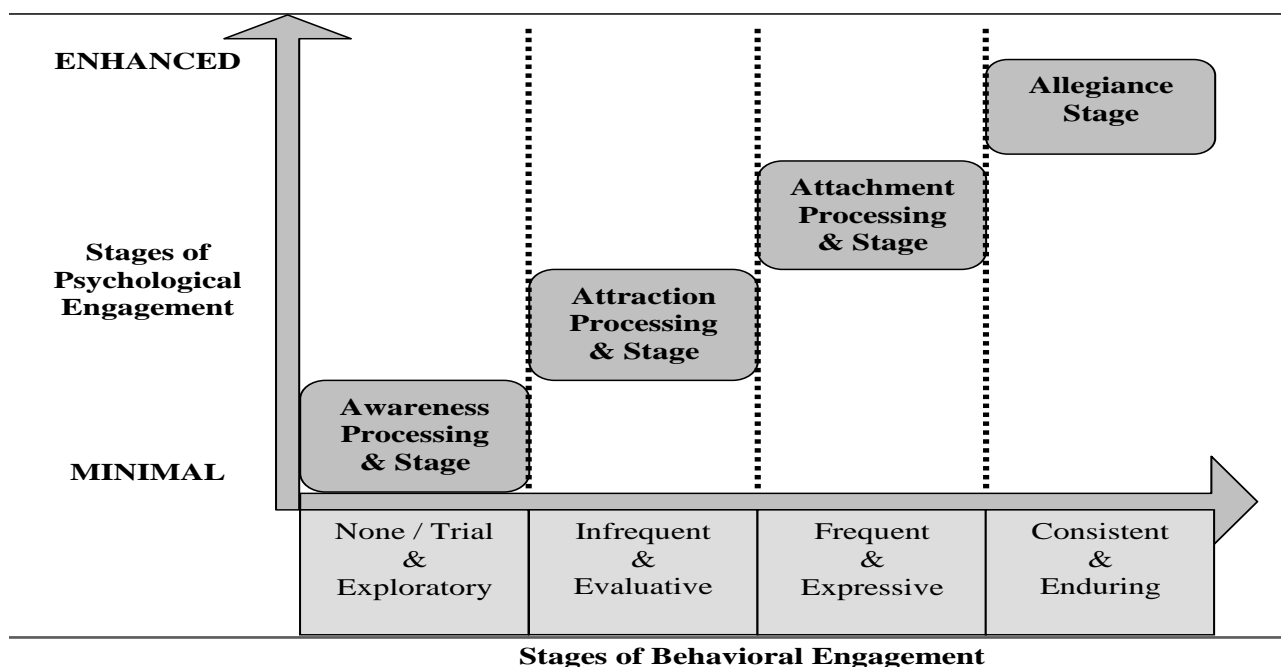 ENHANCED
Allegiance
Stage
Attachment
Processing
& Stage
Stages of
Psychological
Engagement
Attraction
Processing
& Stage
Awareness
Processing
& Stage
MINIMAL
None / Trial
&
Exploratory
Infrequent
&
Evaluative
Frequent
&
Expressive
Consistent
&
Enduring
Stages of Behavioral Engagement